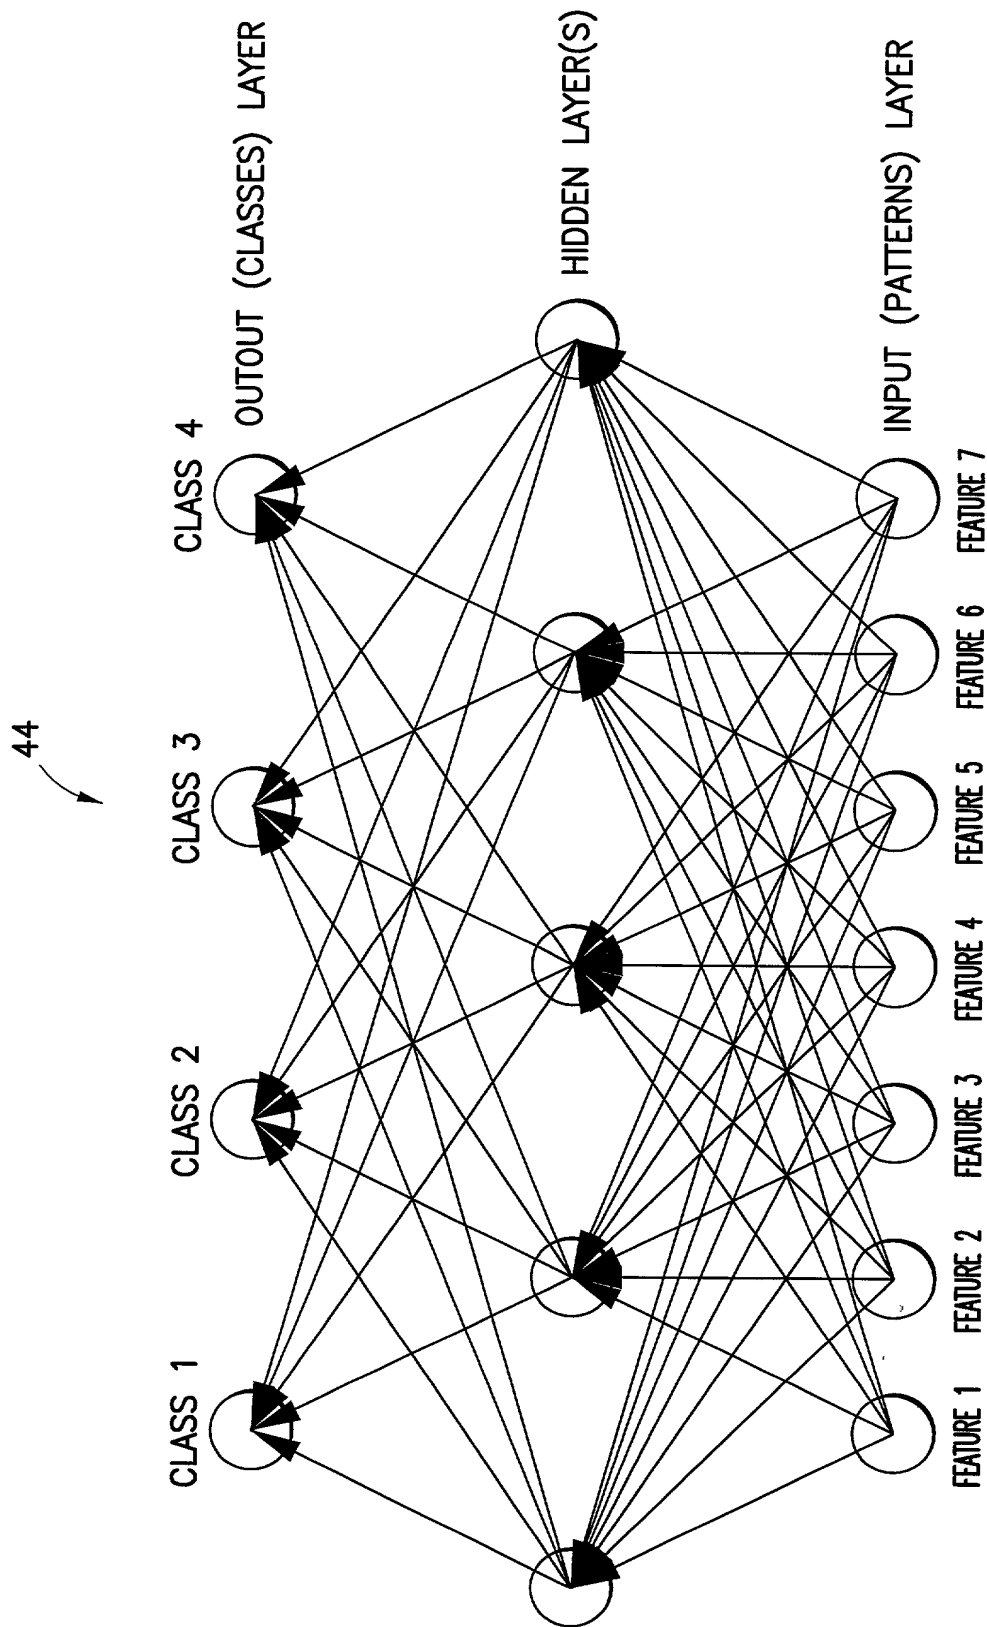 44
CLASS 1
CLASS 2
CLASS 3
CLASS 4
OUTOUT (CLASSES) LAYER
HIDDEN LAYER(S)
INPUT (PATTERNS) LAYER
FEATURE 1
FEATURE 2
FEATURE 3
FEATURE 4
FEATURE 5
FEATURE 6
FEATURE 7